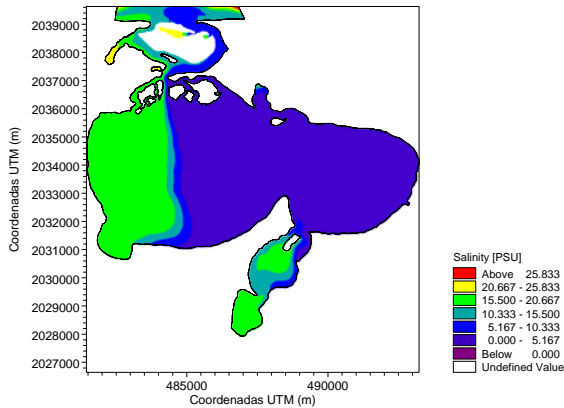 2039000
2038000
2037000
2036000
2035000
2034000
2033000
2032000
2031000
2030000
2029000
2028000
2027000
Coordenadas UTM (m)
485000
490000
Coordenadas UTM (m)
Salinity [PSU]
Above 25.833
20.667 - 25.833
15.500 - 20.667
10.333 - 15.500
5.167 - 10.333
0.000 - 5.167
Below 0.000
Undefined Value